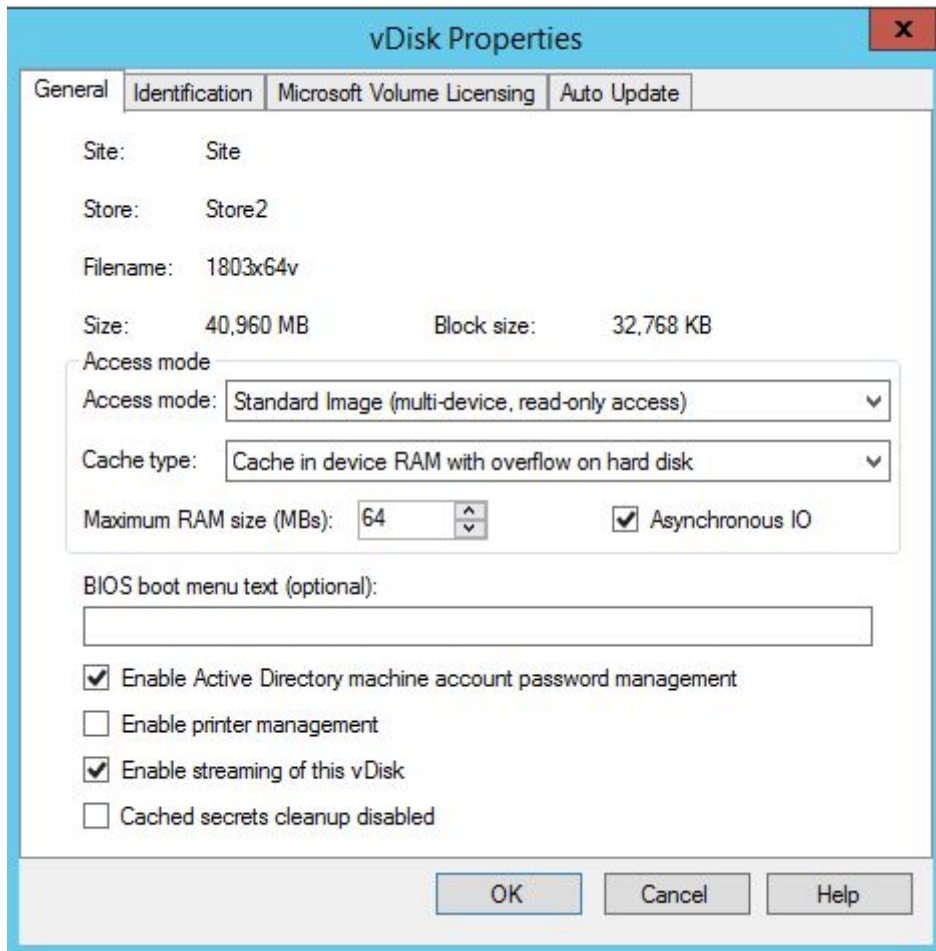 vDisk Properties
x
General Identification Microsoft Volume Licensing Auto Update
Site: Site
Store: Store2
Filename: 1803x64v
Size: 40,960 MB Block size: 32,768 KB
Access mode
Access mode: Standard Image (multi-device, read-only access)
Cache type: Cache in device RAM with overflow on hard disk
Maximum RAM size (MBs): 64 Asynchronous IO
BIOS boot menu text (optional):
Enable Active Directory machine account password management
Enable printer management
Enable streaming of this vDisk
Cached secrets cleanup disabled
OK Cancel Help